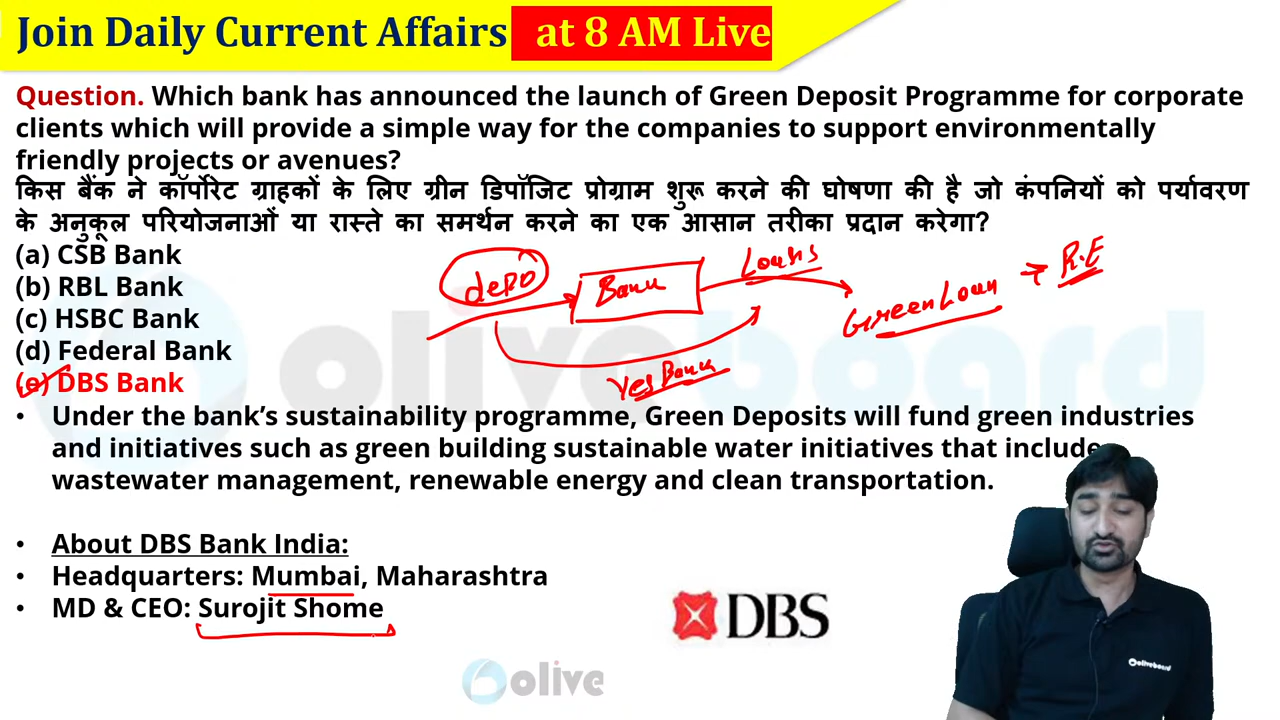 Join Daily Current Affairs at 8 AM Live
Question. Which bank has announced the launch of Green Deposit Programme for corporate
clients which will provide a simple way for the companies to support environmentally
friendly projects or avenues?
किस बैंक ने कॉर्पोरेट ग्राहकों के लिए ग्रीन डिपॉजिट प्रोग्राम शुरू करने की घोषणा की है जो कंपनियों को पर्यावरण
के अनुकूल परियोजनाओं या रास्ते का समर्थन करने का एक आसान तरीका प्रदान करेगा?
(a) CSB Bank
(b) RBL Bank
(c) HSBC Bank
(d) Federal Bank
(e) DBS Bank
depo Bank Loans
Green Loan → R.E
Yes Bank
oliveboard
• Under the bank's sustainability programme, Green Deposits will fund green industries
and initiatives such as green building sustainable water initiatives that include
wastewater management, renewable energy and clean transportation.
• About DBS Bank India:
• Headquarters: Mumbai, Maharashtra
• MD & CEO: Surojit Shome
DBS
olive
oliveboard